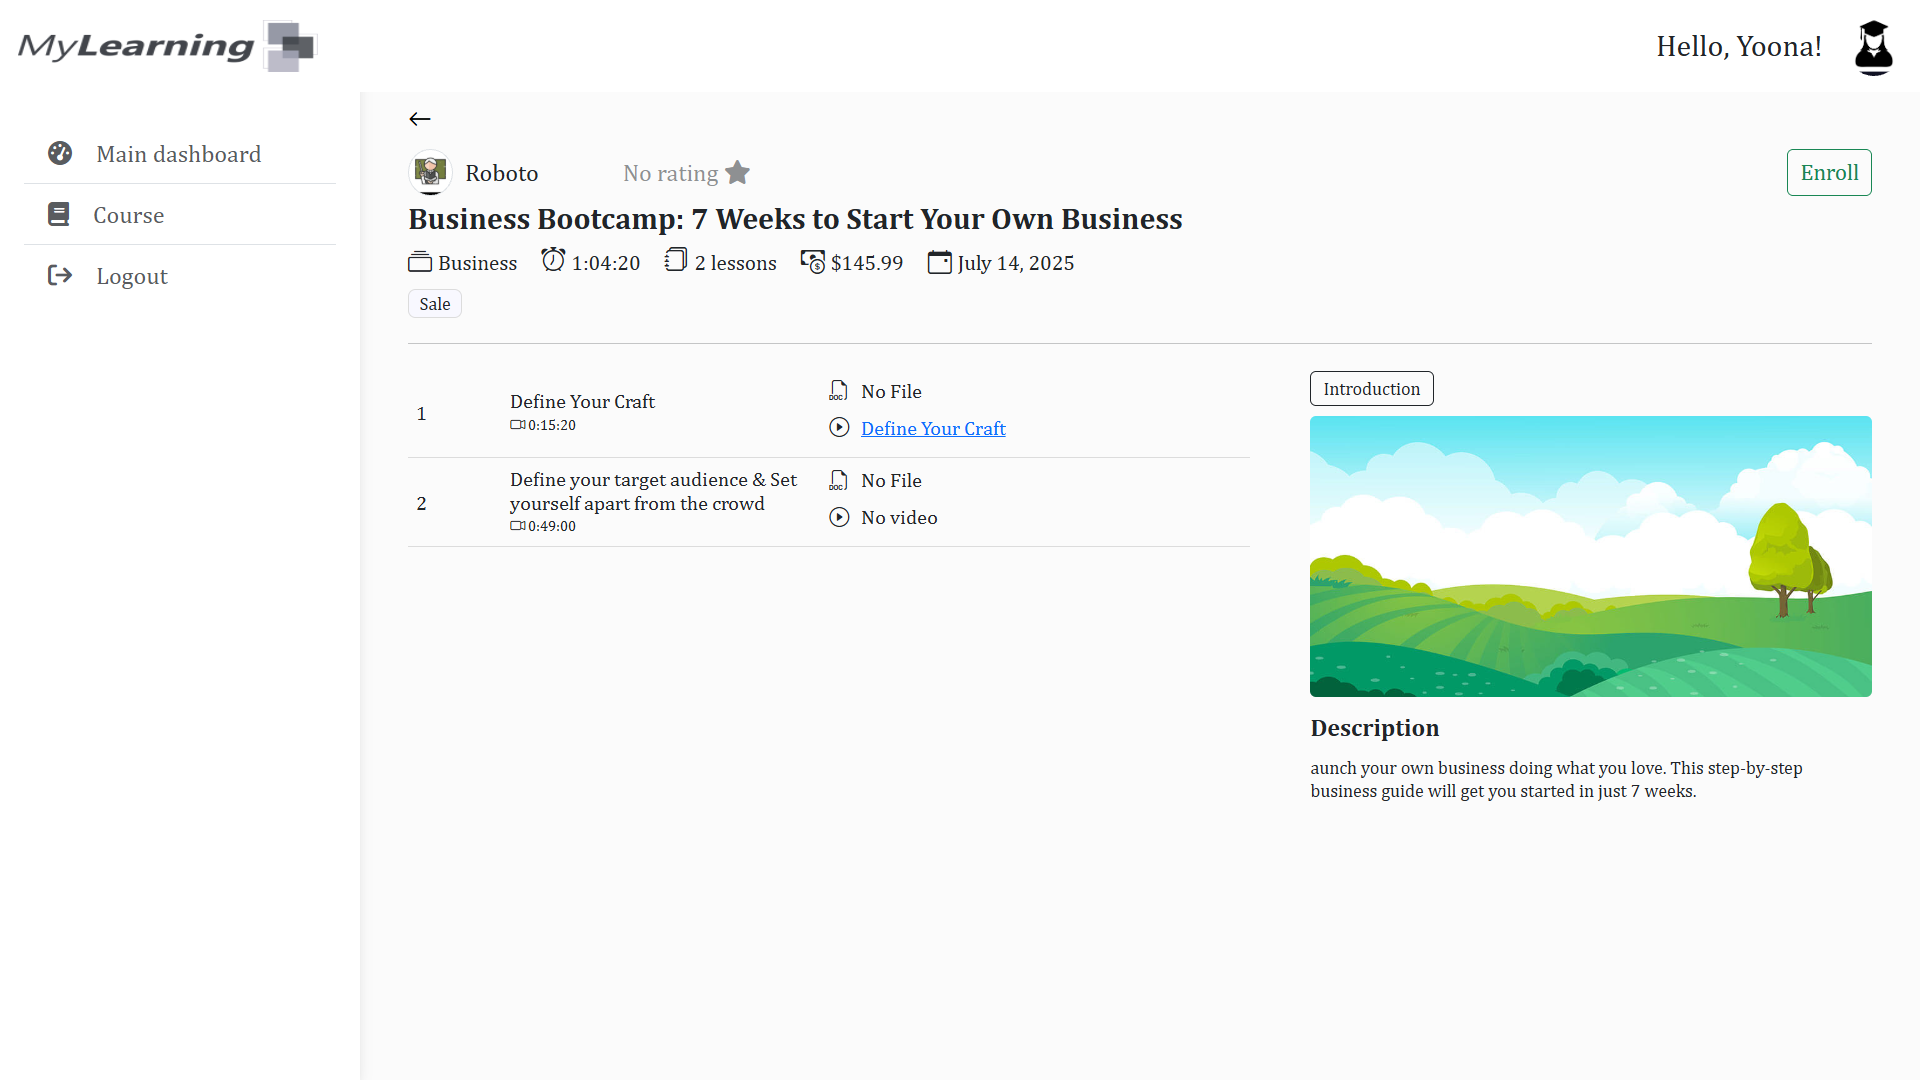 MyLearning
Hello, Yoona!
Main dashboard
Course
Logout
Roboto
No rating
Enroll
Business Bootcamp: 7 Weeks to Start Your Own Business
Business 1:04:20 2 lessons $145.99 July 14, 2025
Sale
1
Define Your Craft
0:15:20
DOC No File
Define Your Craft
2
Define your target audience & Set
yourself apart from the crowd
0:49:00
DOC No File
No video
Introduction
Description
aunch your own business doing what you love. This step-by-step
business guide will get you started in just 7 weeks.